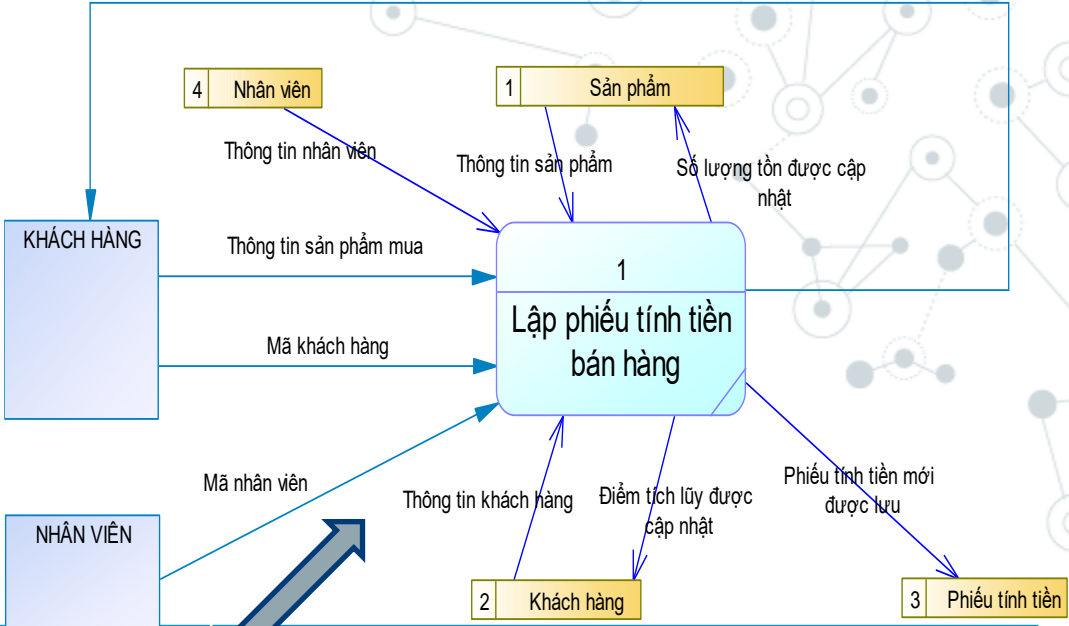 4 Nhân viên
1 Sản phẩm
Thông tin nhân viên
Thông tin sản phẩm
Số lượng tồn được cập
nhật
KHÁCH HÀNG
Thông tin sản phẩm mua
1
Lập phiếu tính tiền
bán hàng
Mã khách hàng
Mã nhân viên
Thông tin khách hàng
Điểm tích lũy được
cập nhật
Phiếu tính tiền mới
được lưu
NHÂN VIÊN
2 Khách hàng
3 Phiếu tính tiền